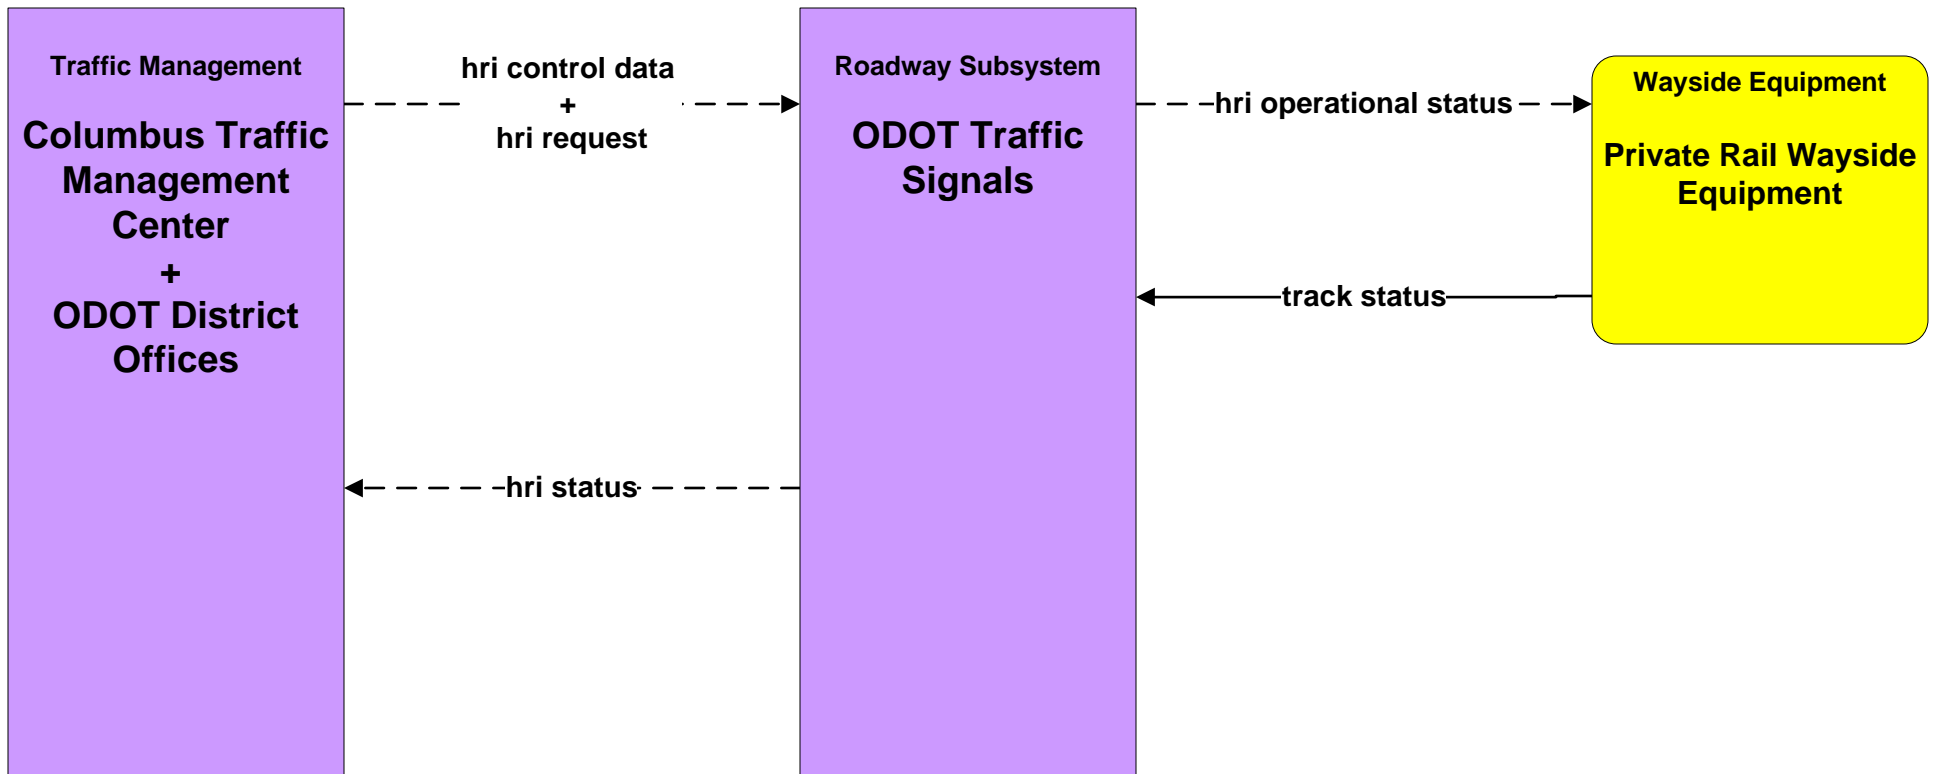 Traffic Management
Columbus Traffic
Management
Center
+
ODOT District
Offices
hri control data
+
hri request
hri status
Roadway Subsystem
ODOT Traffic
Signals
hri operational status
track status
Wayside Equipment
Private Rail Wayside
Equipment